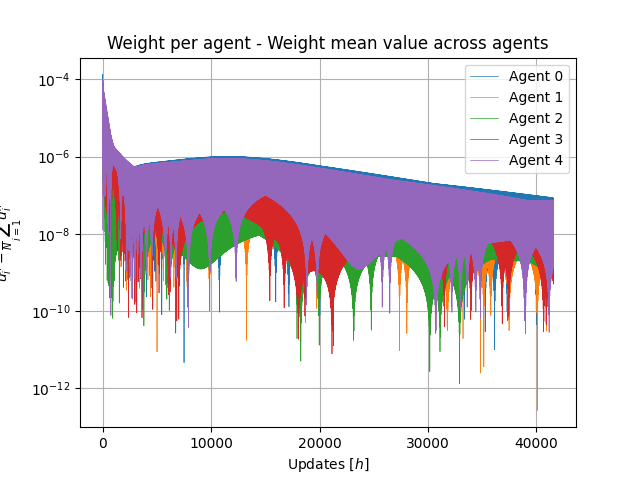 Weight per agent - Weight mean value across agents
Agent 0
Agent 1
Agent 2
Agent 3
Agent 4
10⁻⁴
10⁻⁶
10⁻⁸
10⁻¹⁰
10⁻¹²
0 10000 20000 30000 40000
Updates [h]